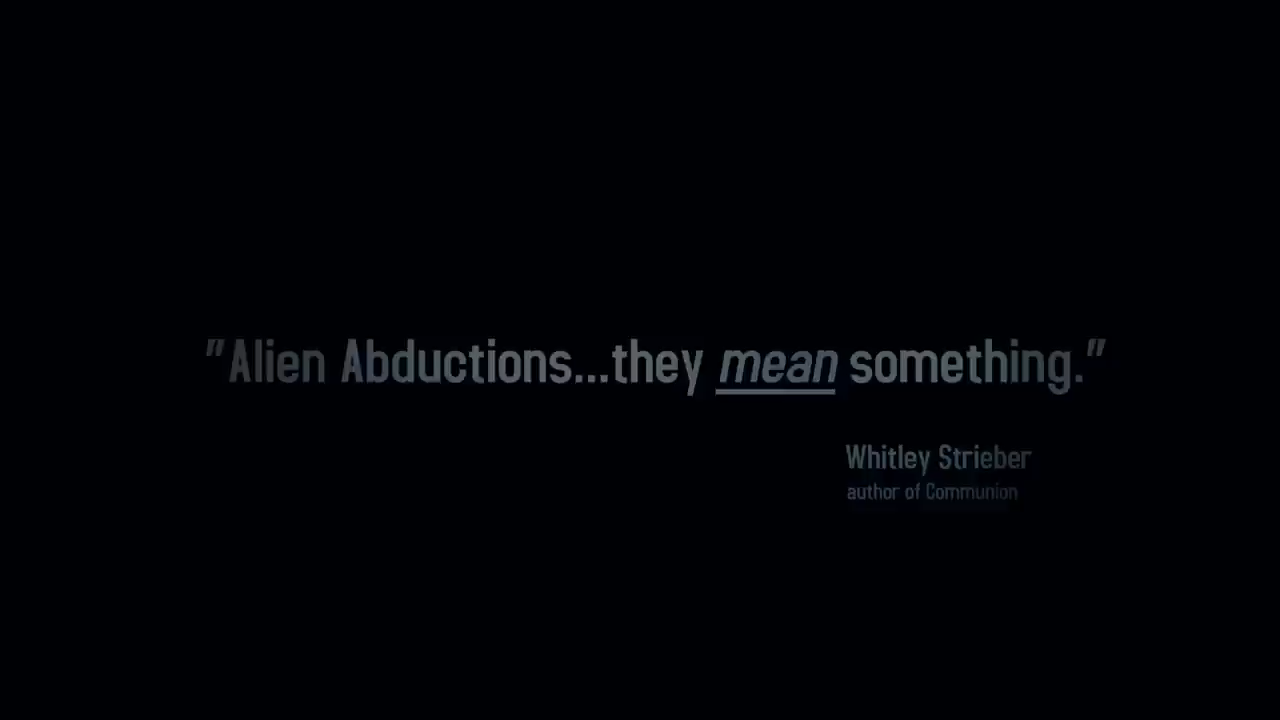 "Alien Abductions...they mean something."
Whitley Strieber
author of Communion